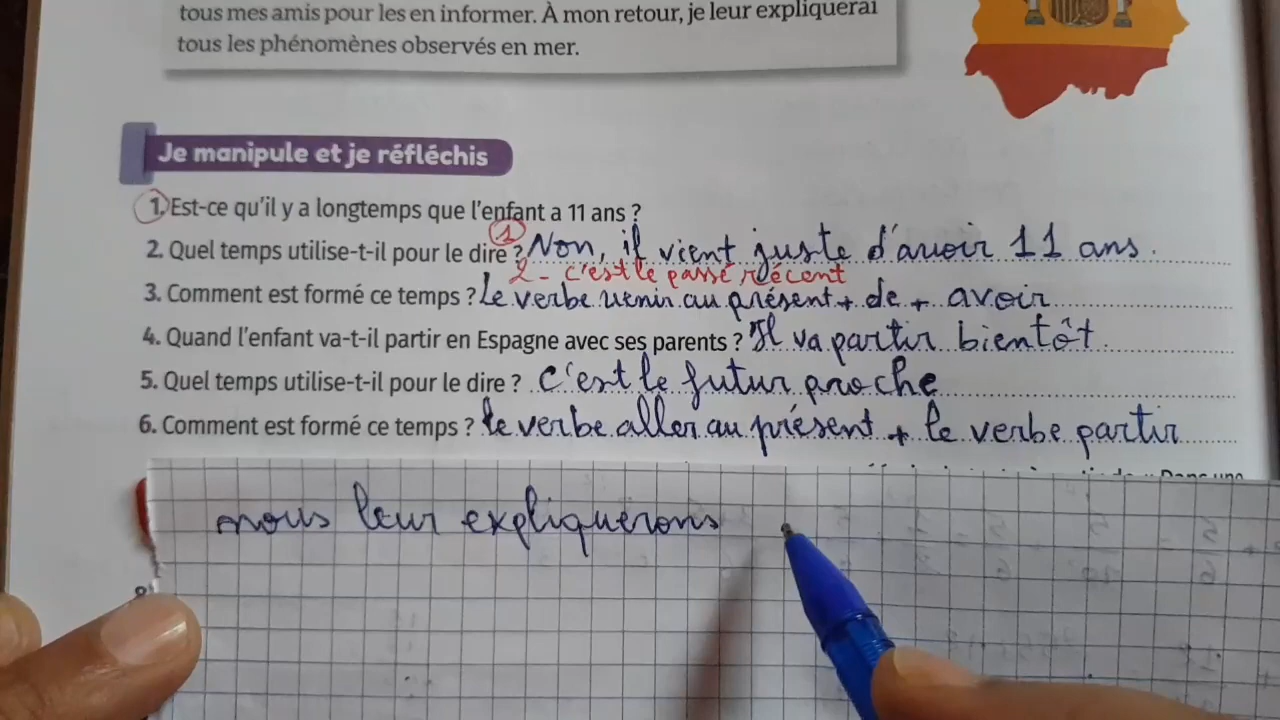 tous mes amis pour les en informer. À mon retour, je leur expliquerai
tous les phénomènes observés en mer.
Je manipule et je réfléchis
1. Est-ce qu'il y a longtemps que l'enfant a 11 ans ?
2. Quel temps utilise-t-il pour le dire ? 1 Non, il vient juste d'avoir 11 ans.
2 - c'est le passé récent
3. Comment est formé ce temps ? Le verbe venir au présent + de + avoir
4. Quand l'enfant va-t-il partir en Espagne avec ses parents ? Il va partir bientôt.
5. Quel temps utilise-t-il pour le dire ? c'est le futur proche
6. Comment est formé ce temps ? le verbe aller au présent + le verbe partir
nous leur expliquerons
8